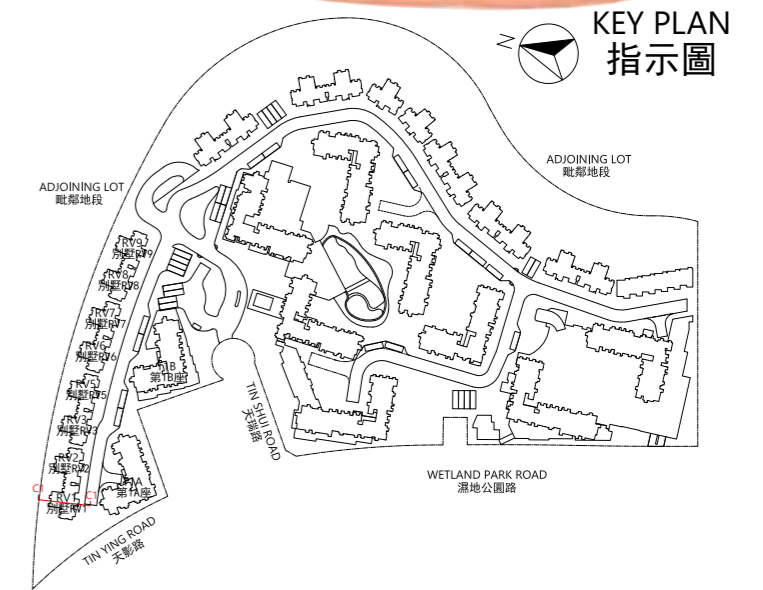 KEY PLAN
指示圖
N
ADJOINING LOT
毗鄰地段
ADJOINING LOT
毗鄰地段
RV9
別墅RV9
RV8
別墅RV8
RV7
別墅RV7
RV6
別墅RV6
RV5
別墅RV5
RV3
別墅RV3
RV2
別墅RV2
C1
C1
RV1
別墅RV1
T1B
第1B座
T1A
第1A座
TIN SHUI ROAD
天瑞路
TIN YING ROAD
天影路
WETLAND PARK ROAD
濕地公園路